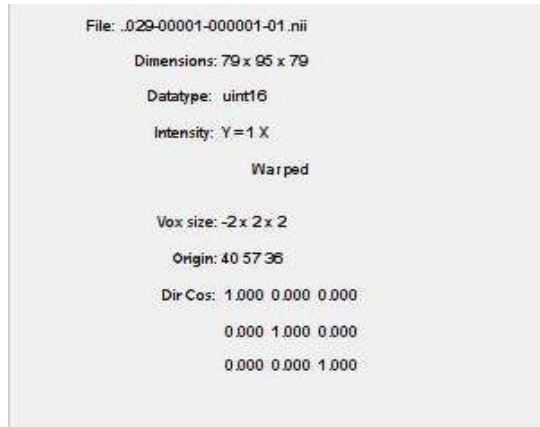 File: ..029-00001-000001-01.nii
Dimensions: 79 x 95 x 79
Datatype: uint16
Intensity: Y = 1 X
Warped
Vox size: -2 x 2 x 2
Origin: 40 57 36
Dir Cos: 1.000 0.000 0.000
0.000 1.000 0.000
0.000 0.000 1.000